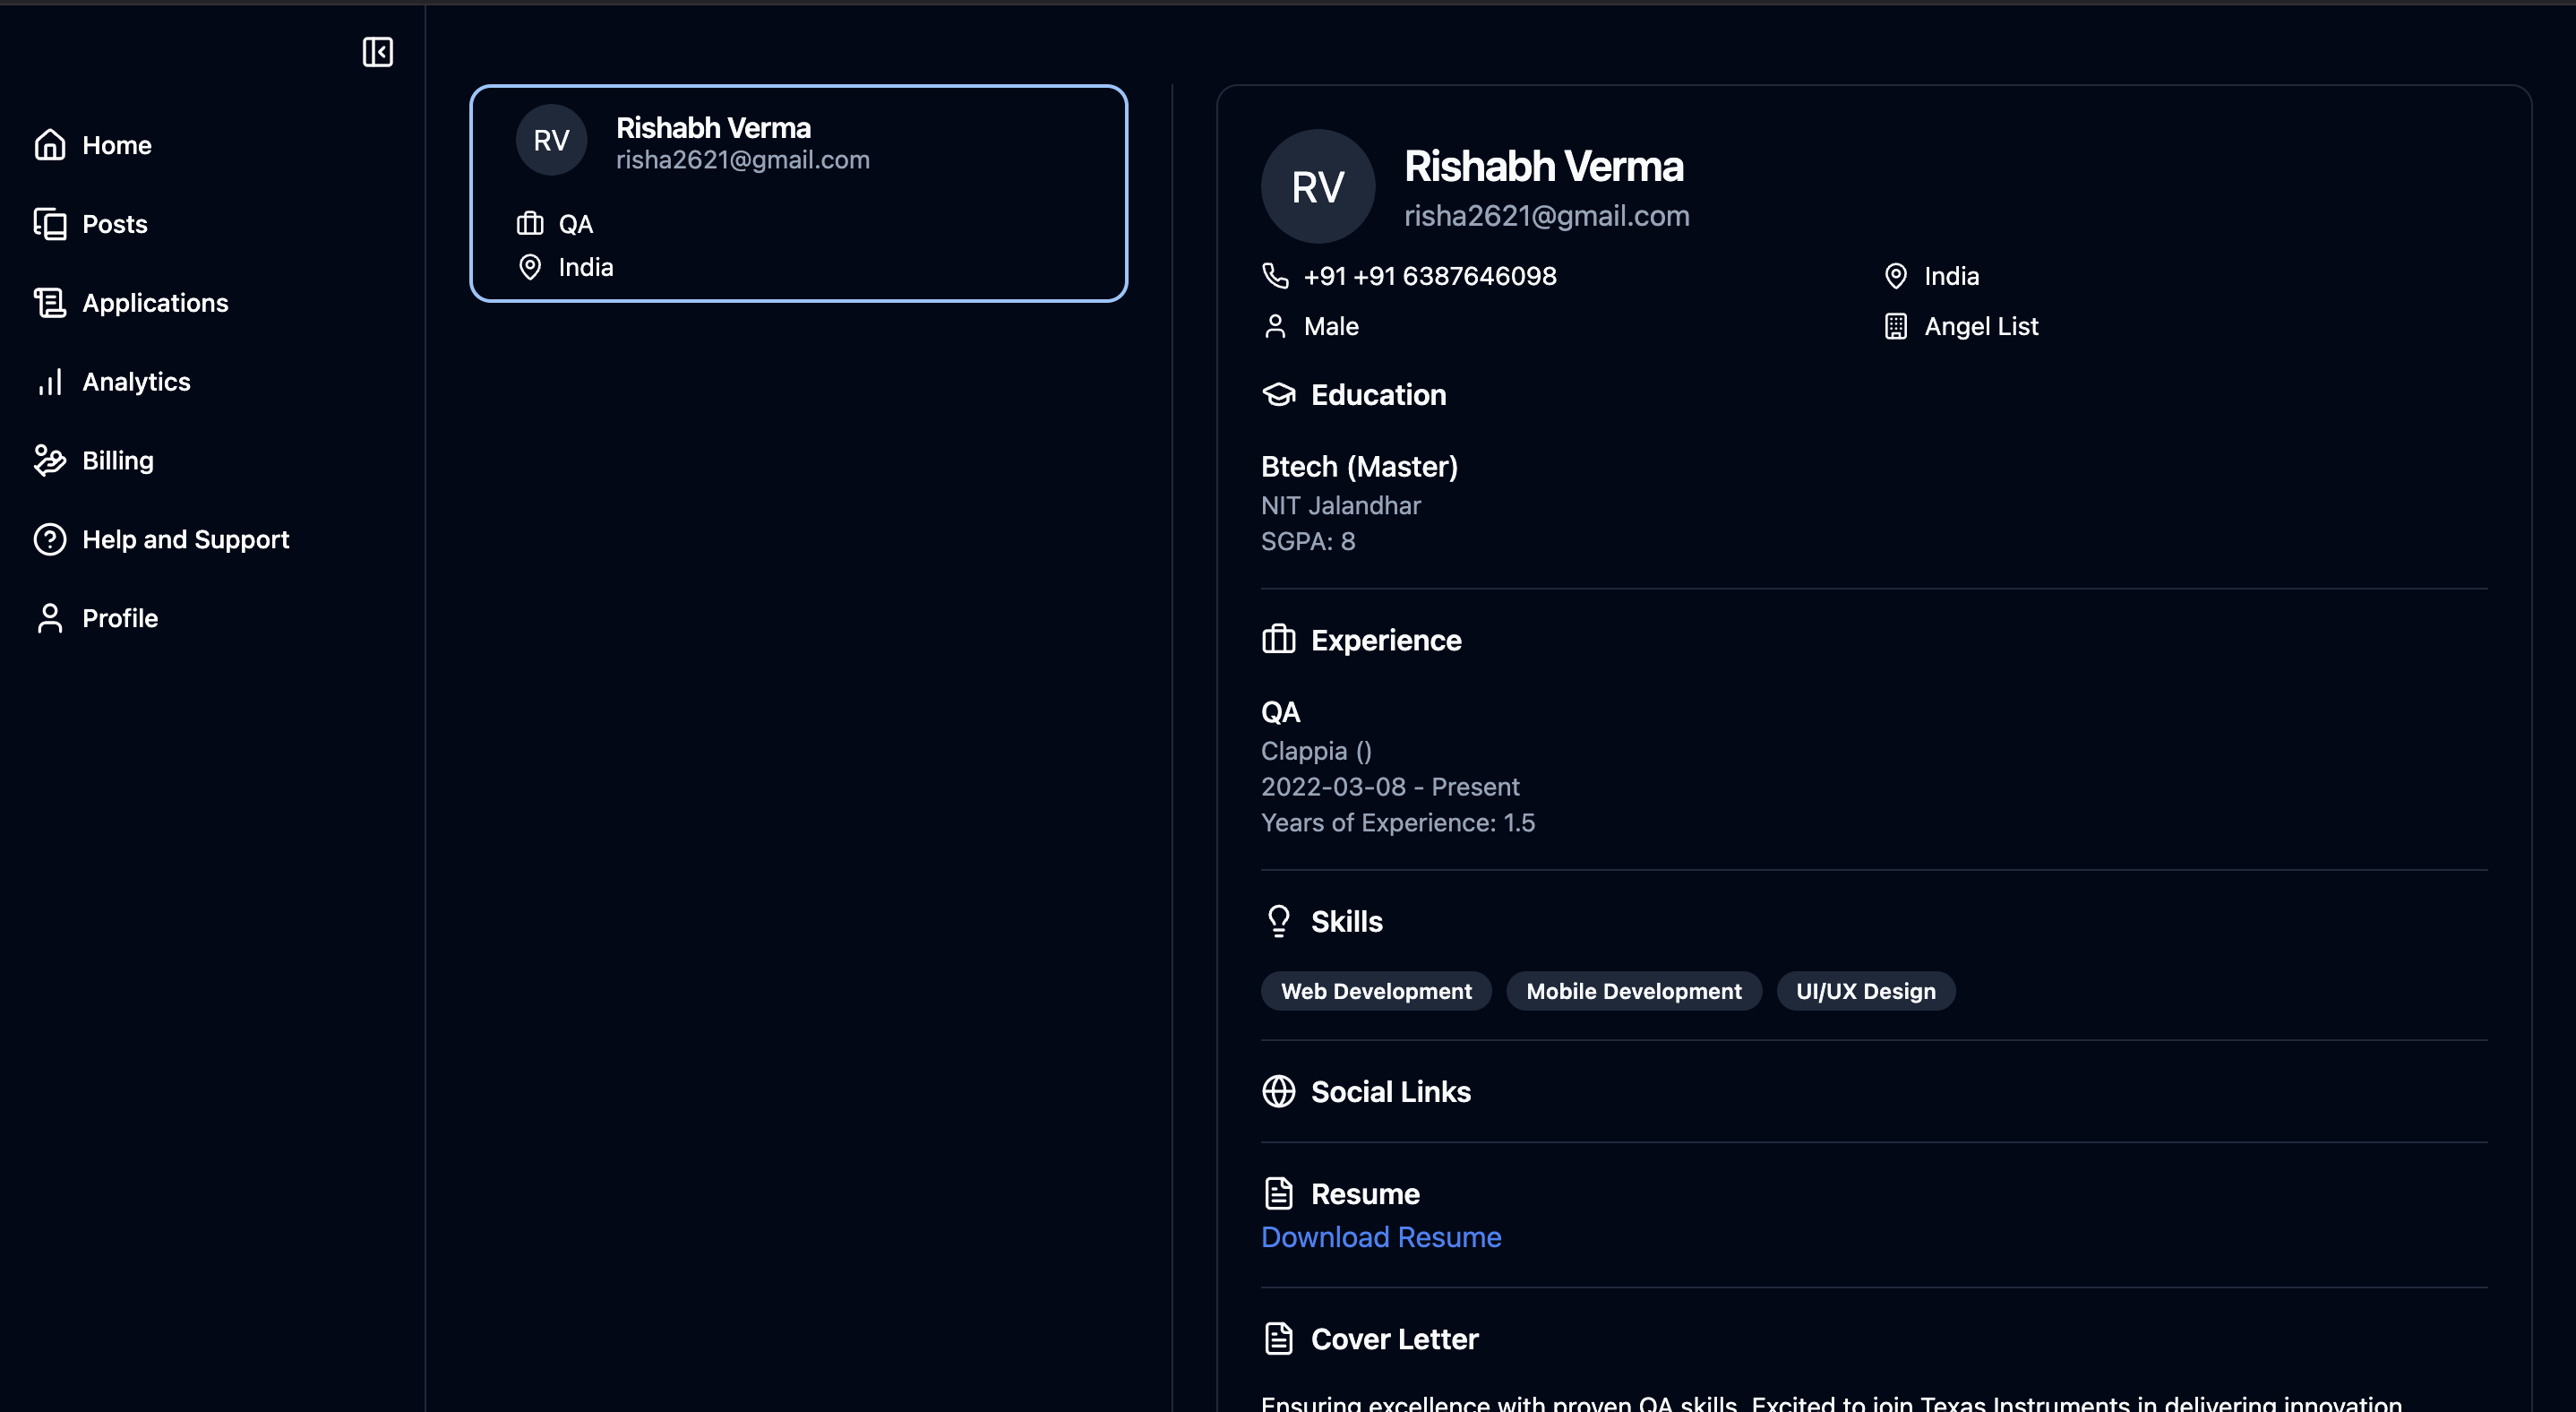 Home
Posts
Applications
Analytics
Billing
Help and Support
Profile
RV
Rishabh Verma
risha2621@gmail.com
QA
India
RV
Rishabh Verma
risha2621@gmail.com
+91 +91 6387646098
India
Male
Angel List
Education
Btech (Master)
NIT Jalandhar
SGPA: 8
Experience
QA
Clappia ()
2022-03-08 - Present
Years of Experience: 1.5
Skills
Web Development
Mobile Development
UI/UX Design
Social Links
Resume
Download Resume
Cover Letter
Ensuring excellence with proven QA skills. Excited to join Texas Instruments in delivering innovation